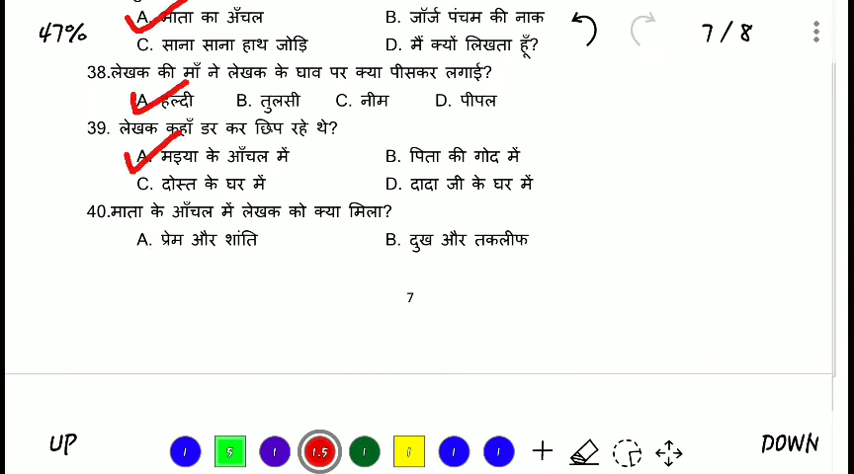 A. माता का अँचल B. जॉर्ज पंचम की नाक
47% C. साना साना हाथ जोड़ि D. मैं क्यों लिखता हूँ? 7 / 8
38.लेखक की माँ ने लेखक के घाव पर क्या पीसकर लगाई?
A. हल्दी B. तुलसी C. नीम D. पीपल
39. लेखक कहाँ डर कर छिप रहे थे?
A. मइया के आँचल में B. पिता की गोद में
C. दोस्त के घर में D. दादा जी के घर में
40.माता के आँचल में लेखक को क्या मिला?
A. प्रेम और शांति B. दुख और तकलीफ
7
UP 1 5 1 1.5 1 1 1 1 DOWN